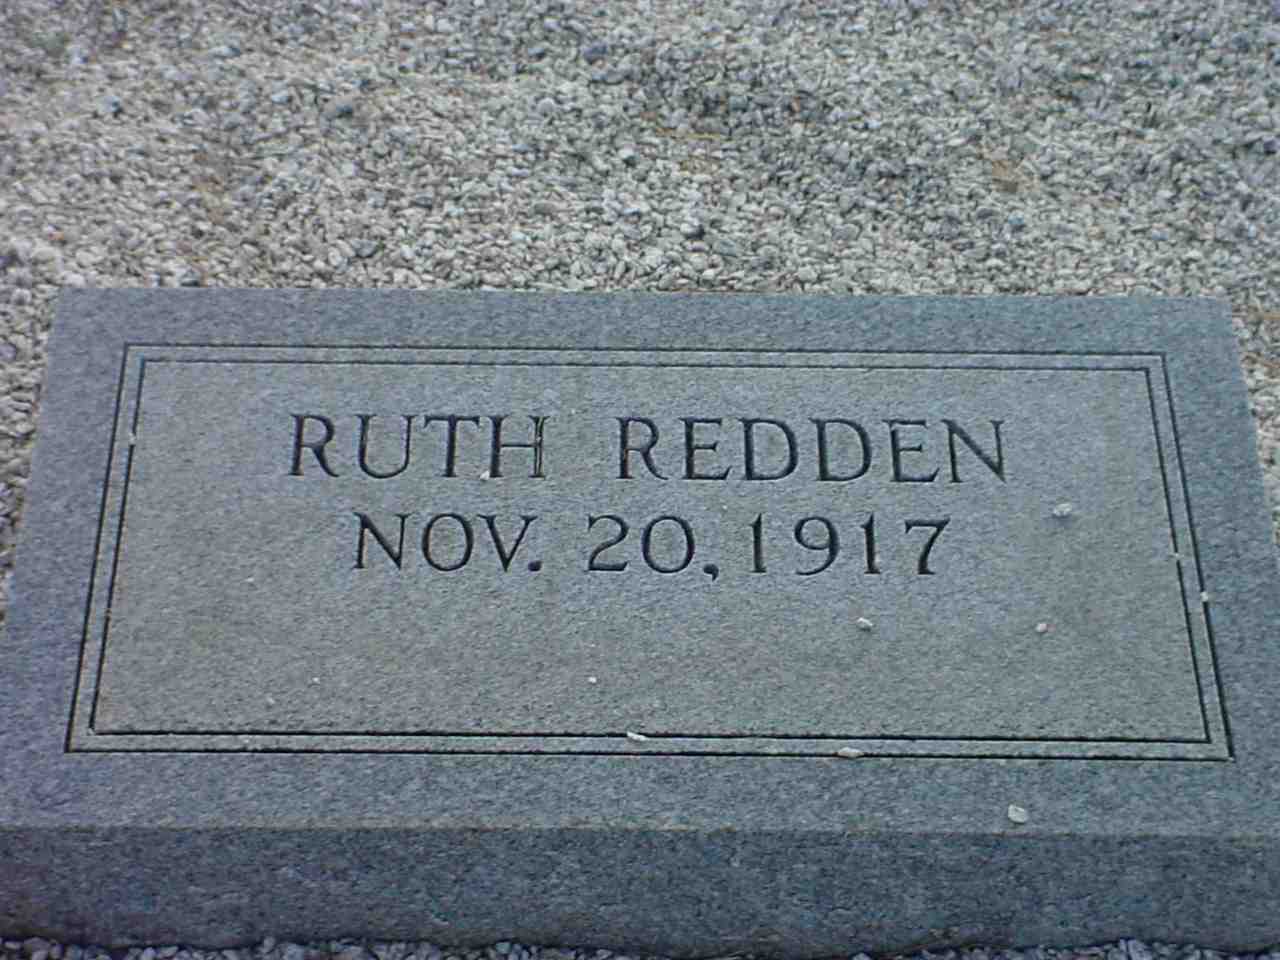 RUTH REDDEN
NOV. 20, 1917